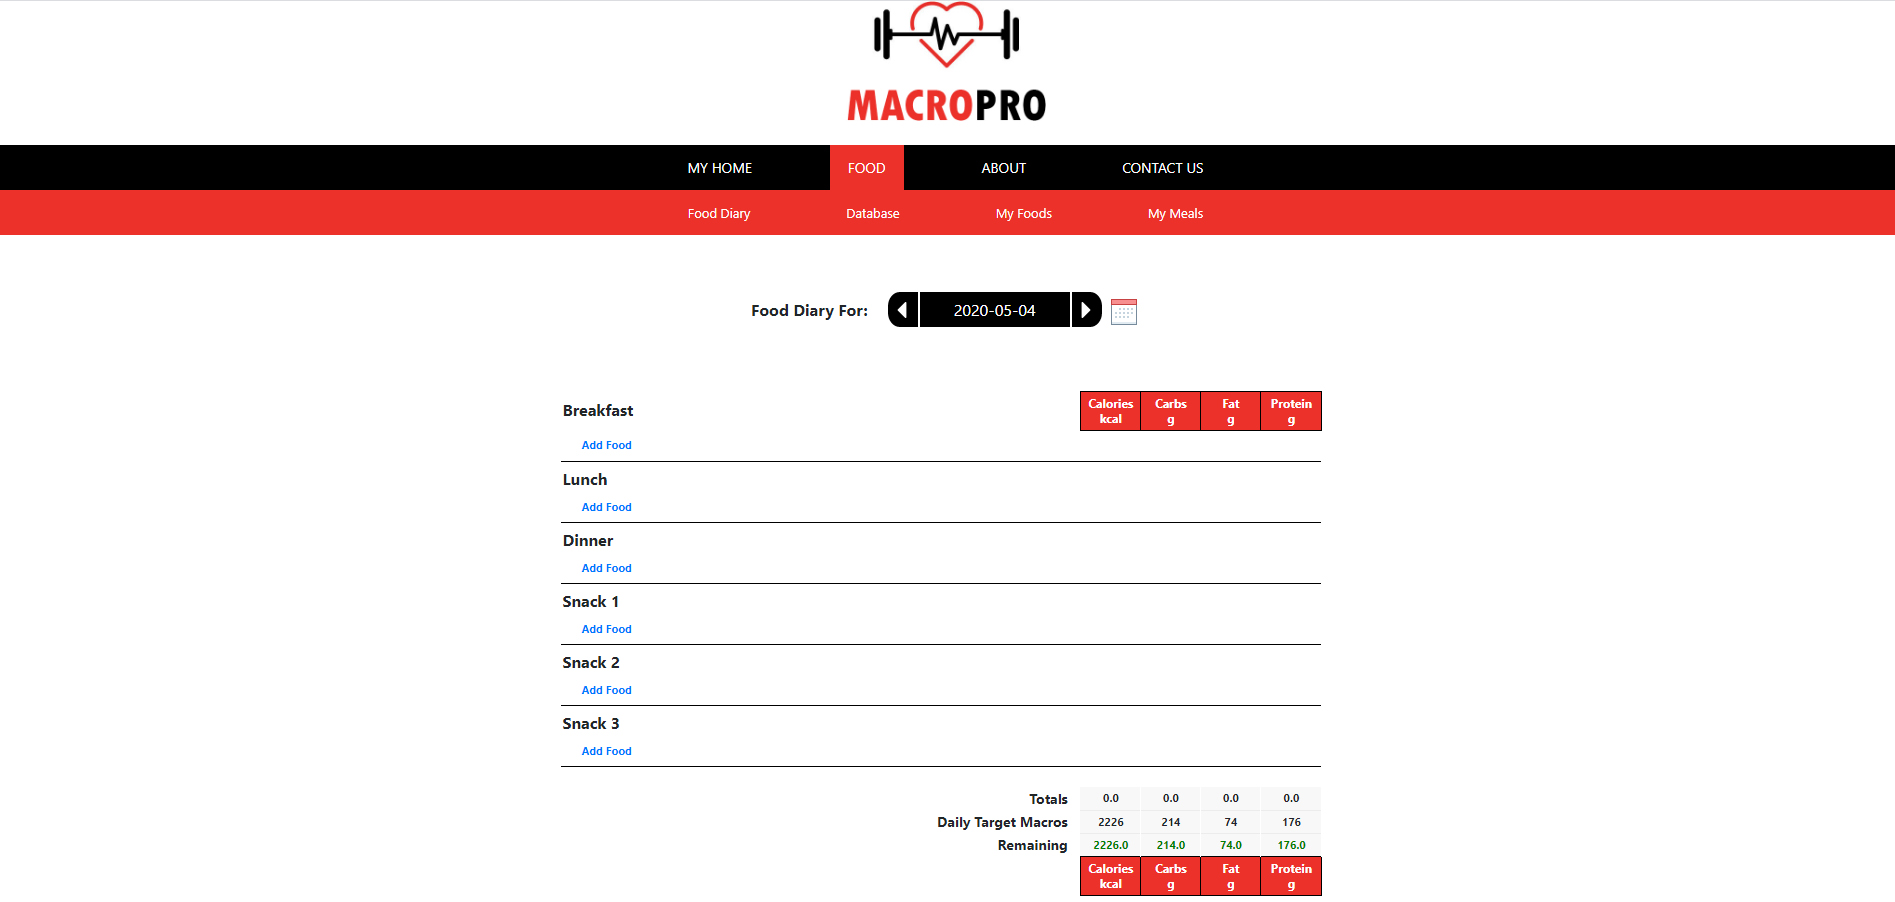 MACROPRO
MY HOME FOOD ABOUT CONTACT US
Food Diary Database My Foods My Meals
Food Diary For: 2020-05-04
Breakfast Calories kcal Carbs g Fat g Protein g
Add Food
Lunch
Add Food
Dinner
Add Food
Snack 1
Add Food
Snack 2
Add Food
Snack 3
Add Food
Totals 0.0 0.0 0.0 0.0
Daily Target Macros 2226 214 74 176
Remaining 2226.0 214.0 74.0 176.0
Calories Carbs Fat Protein
kcal g g g